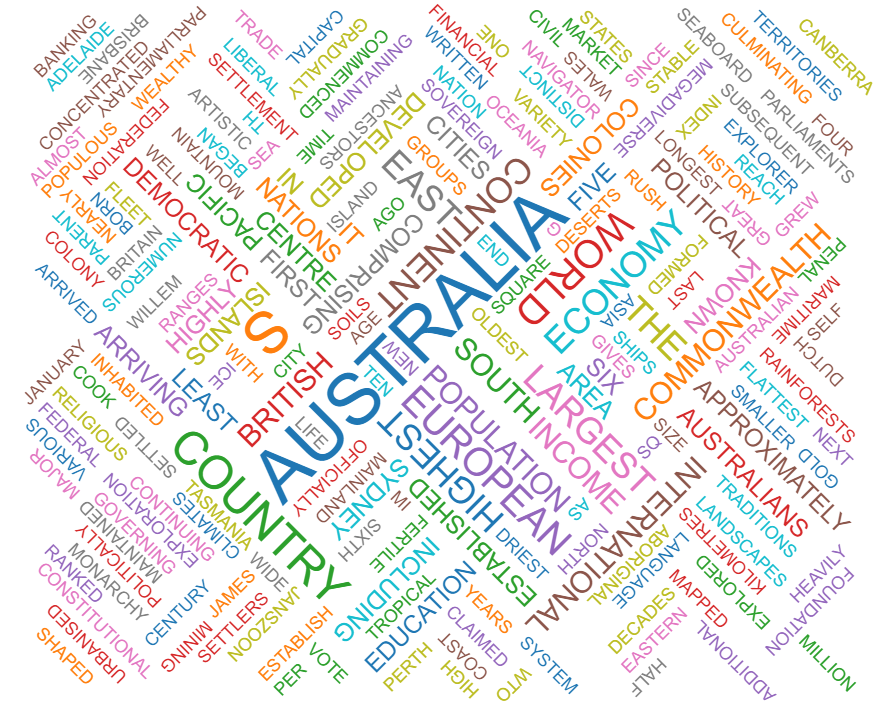 BANKING
ADELAIDE
BRISBANE
CONCENTRATED
PARLIAMENTARY
WEALTHY
TRADE
LIBERAL
CAPITAL
GRADUALLY
COMMENCED
MAINTAINING
FINANCIAL
WRITTEN
ONE
CIVIL
MARKET
STATES
SINCE
STABLE
SEABOARD
CULMINATING
TERRITORIES
CANBERRA
ALMOST
POPULOUS
FEDERATION
SETTLEMENT
TH
ARTISTIC
BEGAN
SEA
TIME
ANCESTORS
DEVELOPED
NATION
SOVEREIGN
OCEANIA
VARIETY
DISTINCT
NAVIGATOR
WALES
MEGADIVERSE
INDEX
SUBSEQUENT
PARLIAMENTS
FOUR
NEARLY
PARENT
BORN
FLEET
WELL
MOUNTAIN
DEMOCRATIC
PACIFIC
IN
NATIONS
IT
ISLAND
AGO
EAST
CITIES
GROUPS
CONTINENT
COLONIES
FIVE
RUSH
LONGEST
POLITICAL
HISTORY
EXPLORER
REACH
GREAT
GREW
COLONY
BRITAIN
NUMEROUS
ARRIVED
WILLEM
RANGES
HIGHLY
ISLANDS
CENTRE
FIRST
COMPRISING
SOILS
AGE
END
SQUARE
G
DESERTS
WORLD
ECONOMY
FORMED
LAST
KNOWN
COMMONWEALTH
PENAL
MARITIME
SELF
DUTCH
AUSTRALIAN
AUSTRALIA
S
CITY
WITH
ICE
LEAST
ARRIVING
BRITISH
LIFE
NEW
TEN
OLDEST
SOUTH
ASIA
THE
SHIPS
GIVES
SIX
AREA
JANUARY
COOK
INHABITED
RELIGIOUS
FEDERAL
VARIOUS
MAJOR
SETTLED
COUNTRY
OFFICIALLY
MAINLAND
POPULATION
EUROPEAN
HIGHEST
LARGEST
INCOME
AS
SIZE
SQ
APPROXIMATELY
AUSTRALIANS
FLATTEST
SMALLER
RAINFORESTS
NEXT
GOLD
CLIMATES
TASMANIA
CONTINUING
EXPLORATION
GOVERNING
MAINTAINED
POLITICALLY
MONARCHY
RANKED
CONSTITUTIONAL
SYDNEY
IV
SIXTH
FERTILE
ESTABLISHED
DRIEST
NORTH
INTERNATIONAL
TRADITIONS
LANDSCAPES
KILOMETRES
ABORIGINAL
LANGUAGE
EXPLORED
MAPPED
HEAVILY
FOUNDATION
WIDE
JANSZOON
JAMES
CENTURY
MINING
SETTLERS
URBANISED
SHAPED
ESTABLISH
VOTE
PER
INCLUDING
TROPICAL
EDUCATION
YEARS
CLAIMED
COAST
HIGH
PERTH
SYSTEM
WTO
DECADES
EASTERN
HALF
ADDITIONAL
MILLION